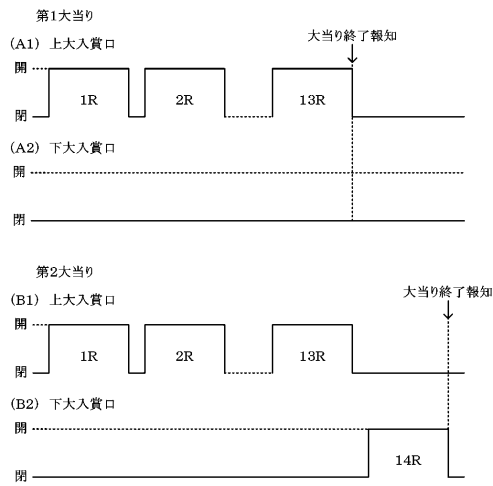 第1大当り
(A1) 上大入賞口
大当り終了報知
開
1R 2R 13R
閉
(A2) 下大入賞口
開
閉
第2大当り
(B1) 上大入賞口
大当り終了報知
開
1R 2R 13R
閉
(B2) 下大入賞口
開
14R
閉